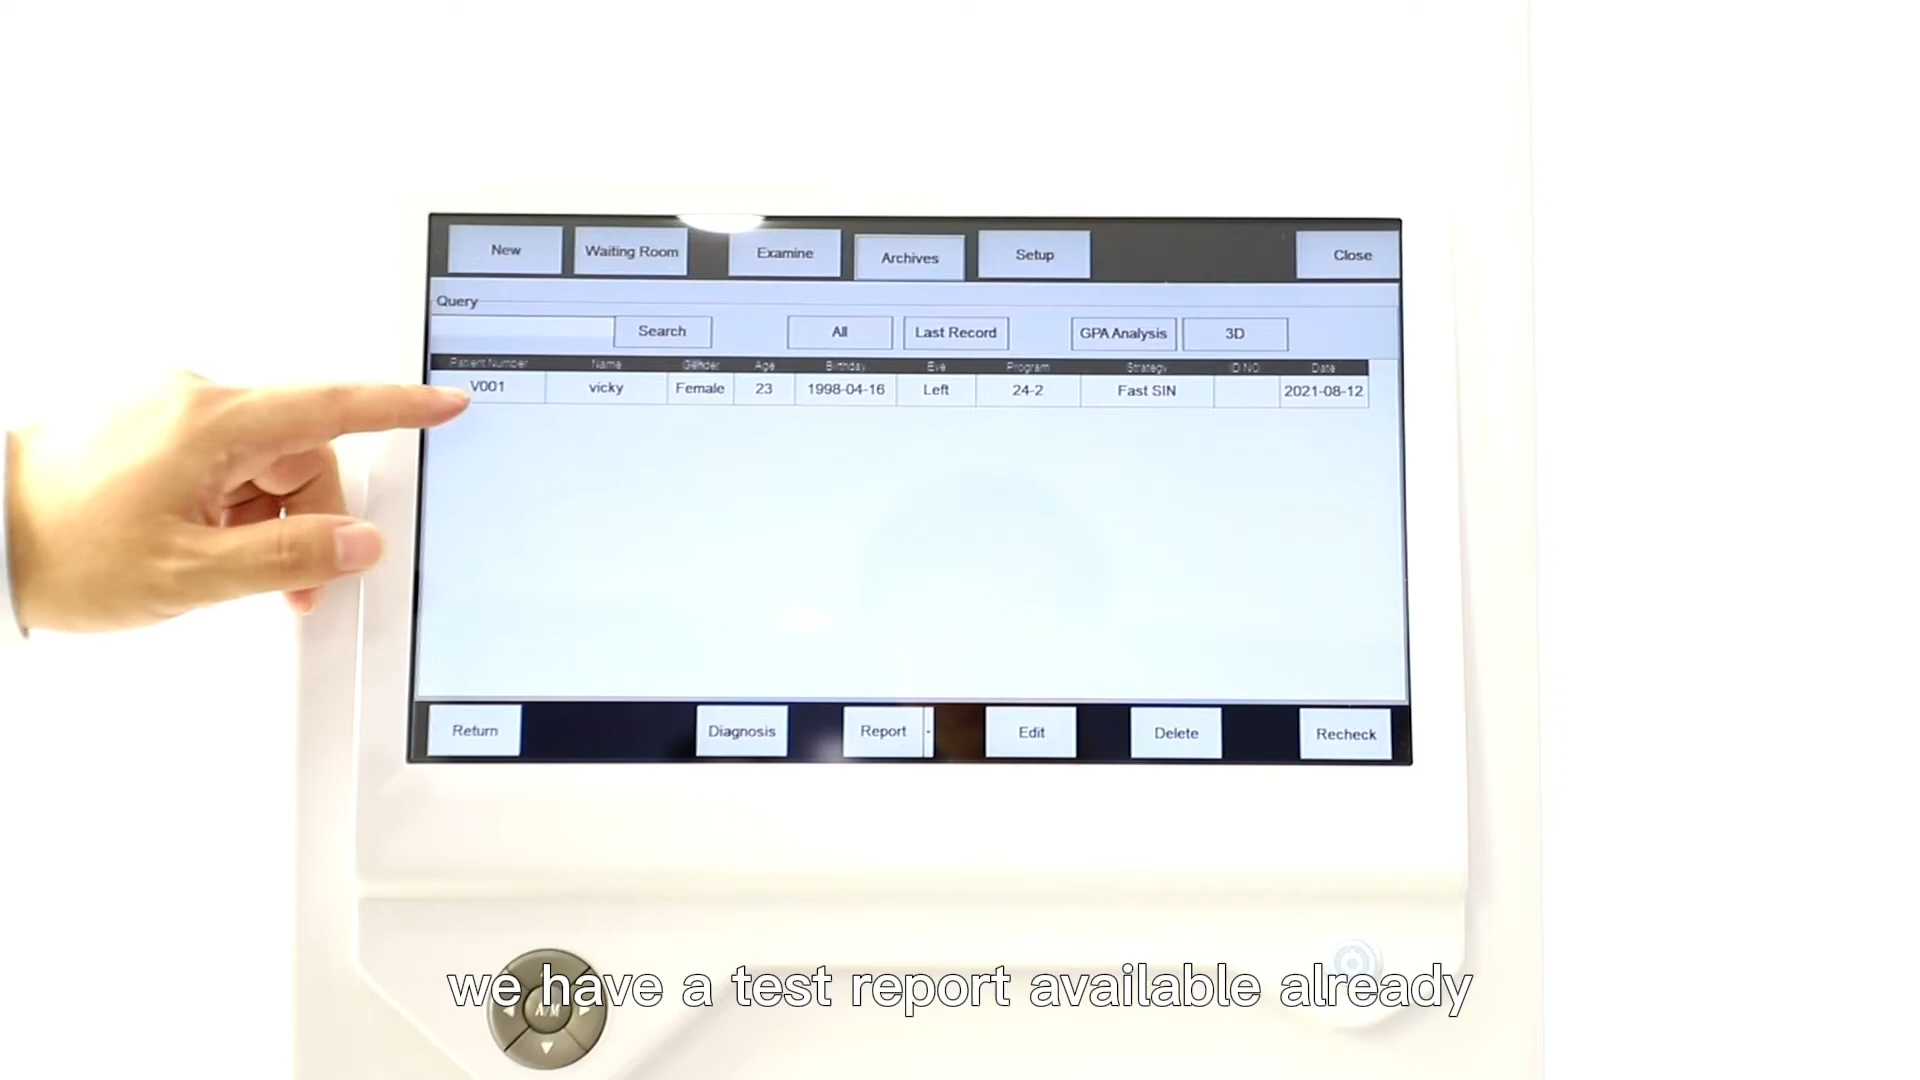 New Waiting Room Examine Archives Setup Close
Query
Search All Last Record GPA Analysis 3D
Patient Number Name Gender Age Birthday Eye Program Strategy ID NO Date
V001 vicky Female 23 1998-04-16 Left 24-2 Fast SIN 2021-08-12
Return Diagnosis Report Edit Delete Recheck
we have a test report available already
A/M